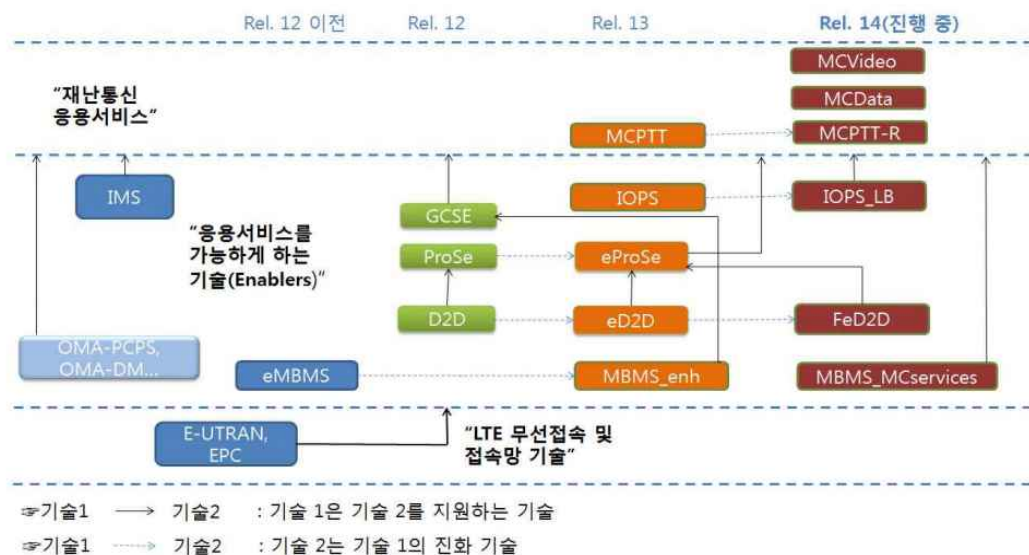 Rel. 12 이전
Rel. 12
Rel. 13
Rel. 14(진행 중)
MCVideo
MCData
"재난통신
응용서비스"
MCPTT
MCPTT-R
IMS
IOPS
IOPS_LB
GCSE
"응용서비스를
가능하게 하는
기술(Enablers)"
ProSe
eProSe
D2D
eD2D
FeD2D
OMA-PCPS,
OMA-DM...
eMBMS
MBMS_enh
MBMS_MCservices
E-UTRAN,
EPC
"LTE 무선접속 및
접속망 기술"
☞기술1 기술2 : 기술 1은 기술 2를 지원하는 기술
☞기술1 기술2 : 기술 2는 기술 1의 진화 기술